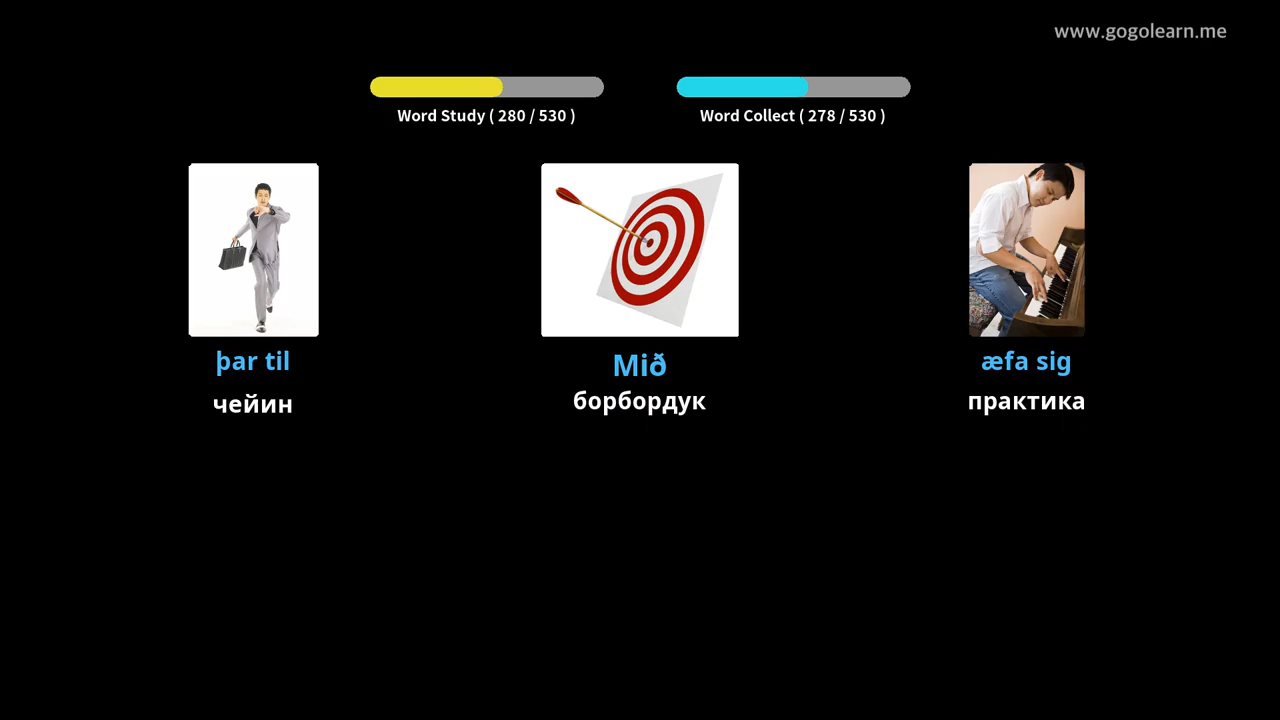 www.gogolearn.me
Word Study ( 280 / 530 )
Word Collect ( 278 / 530 )
þar til
Mið
æfa sig
чейин
борбордук
практика